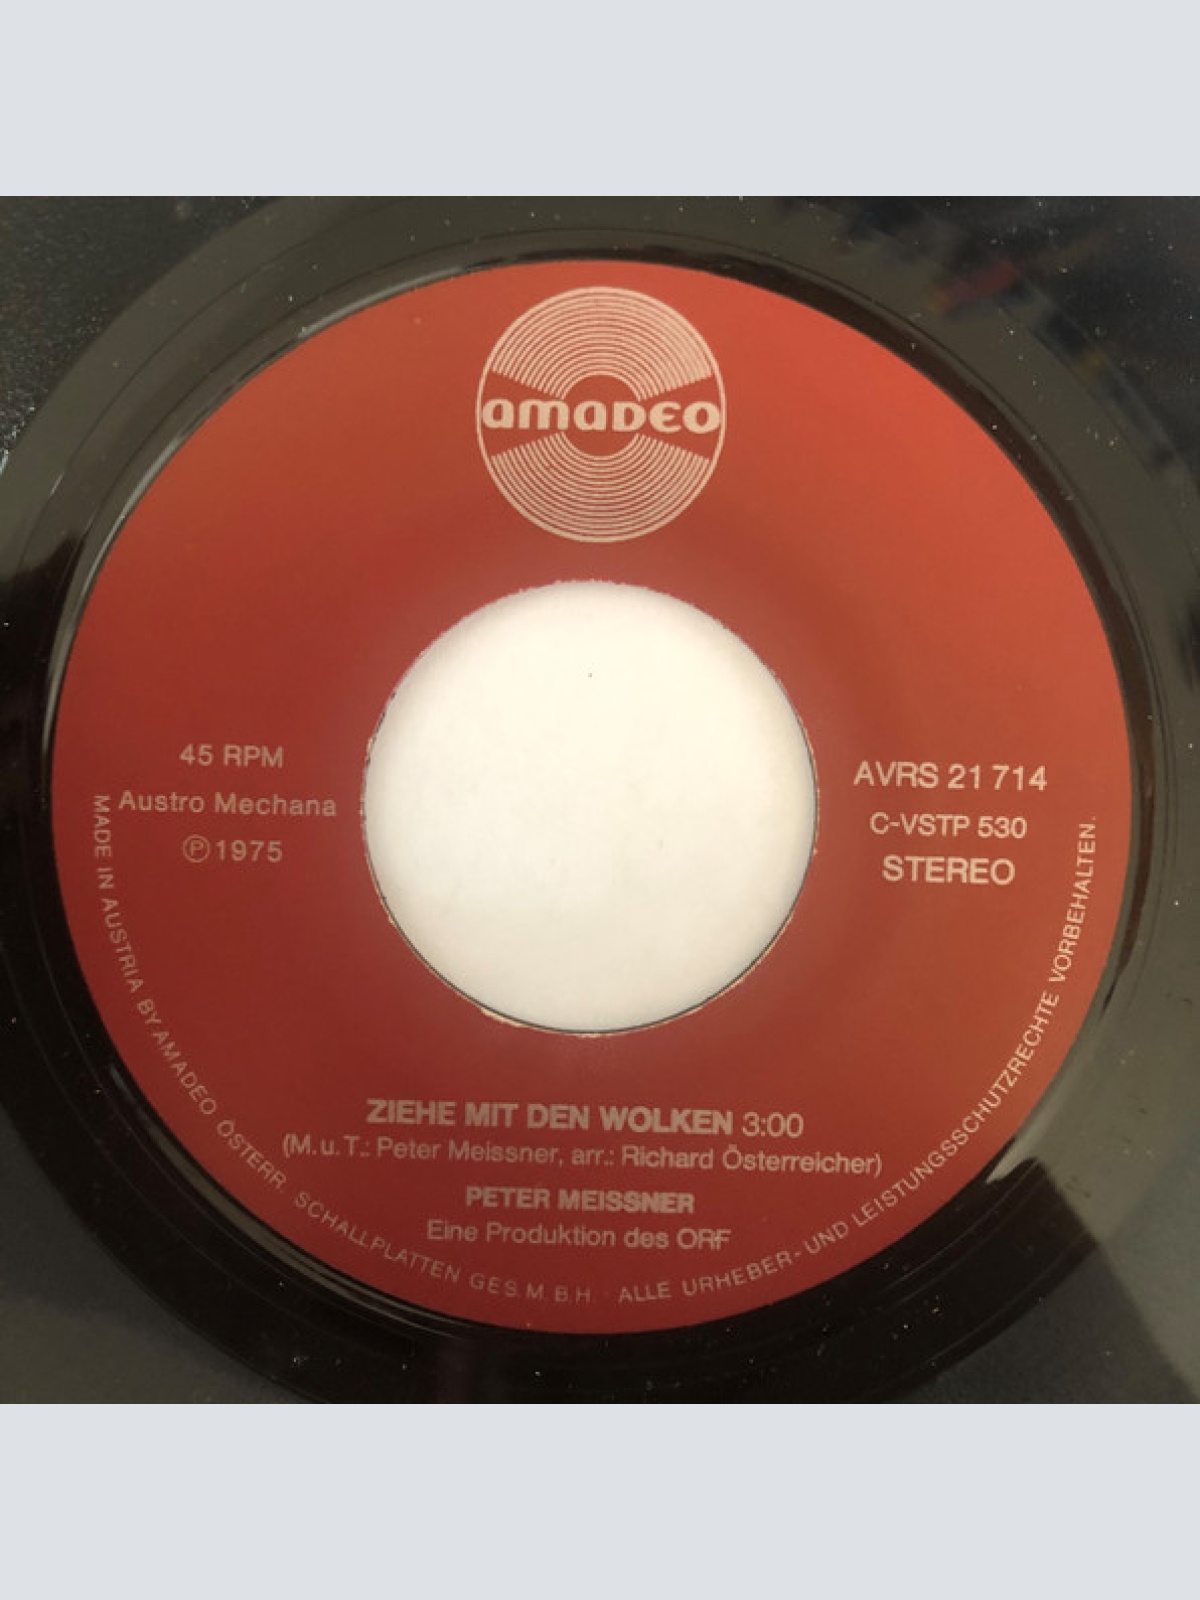 amaDEO
45 RPM
Austro Mechana
℗ 1975
AVRS 21 714
C-VSTP 530
STEREO
ZIEHE MIT DEN WOLKEN 3:00
(M. u. T.: Peter Meissner, arr.: Richard Österreicher)
PETER MEISSNER
Eine Produktion des ORF
MADE IN AUSTRIA BY AMADEO ÖSTERR. SCHALLPLATTEN GES. M. B. H. · ALLE URHEBER- UND LEISTUNGSSCHUTZRECHTE VORBEHALTEN.